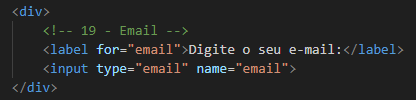 <div>
<!-- 19 - Email -->
<label for="email">Digite o seu e-mail:</label>
<input type="email" name="email">
</div>